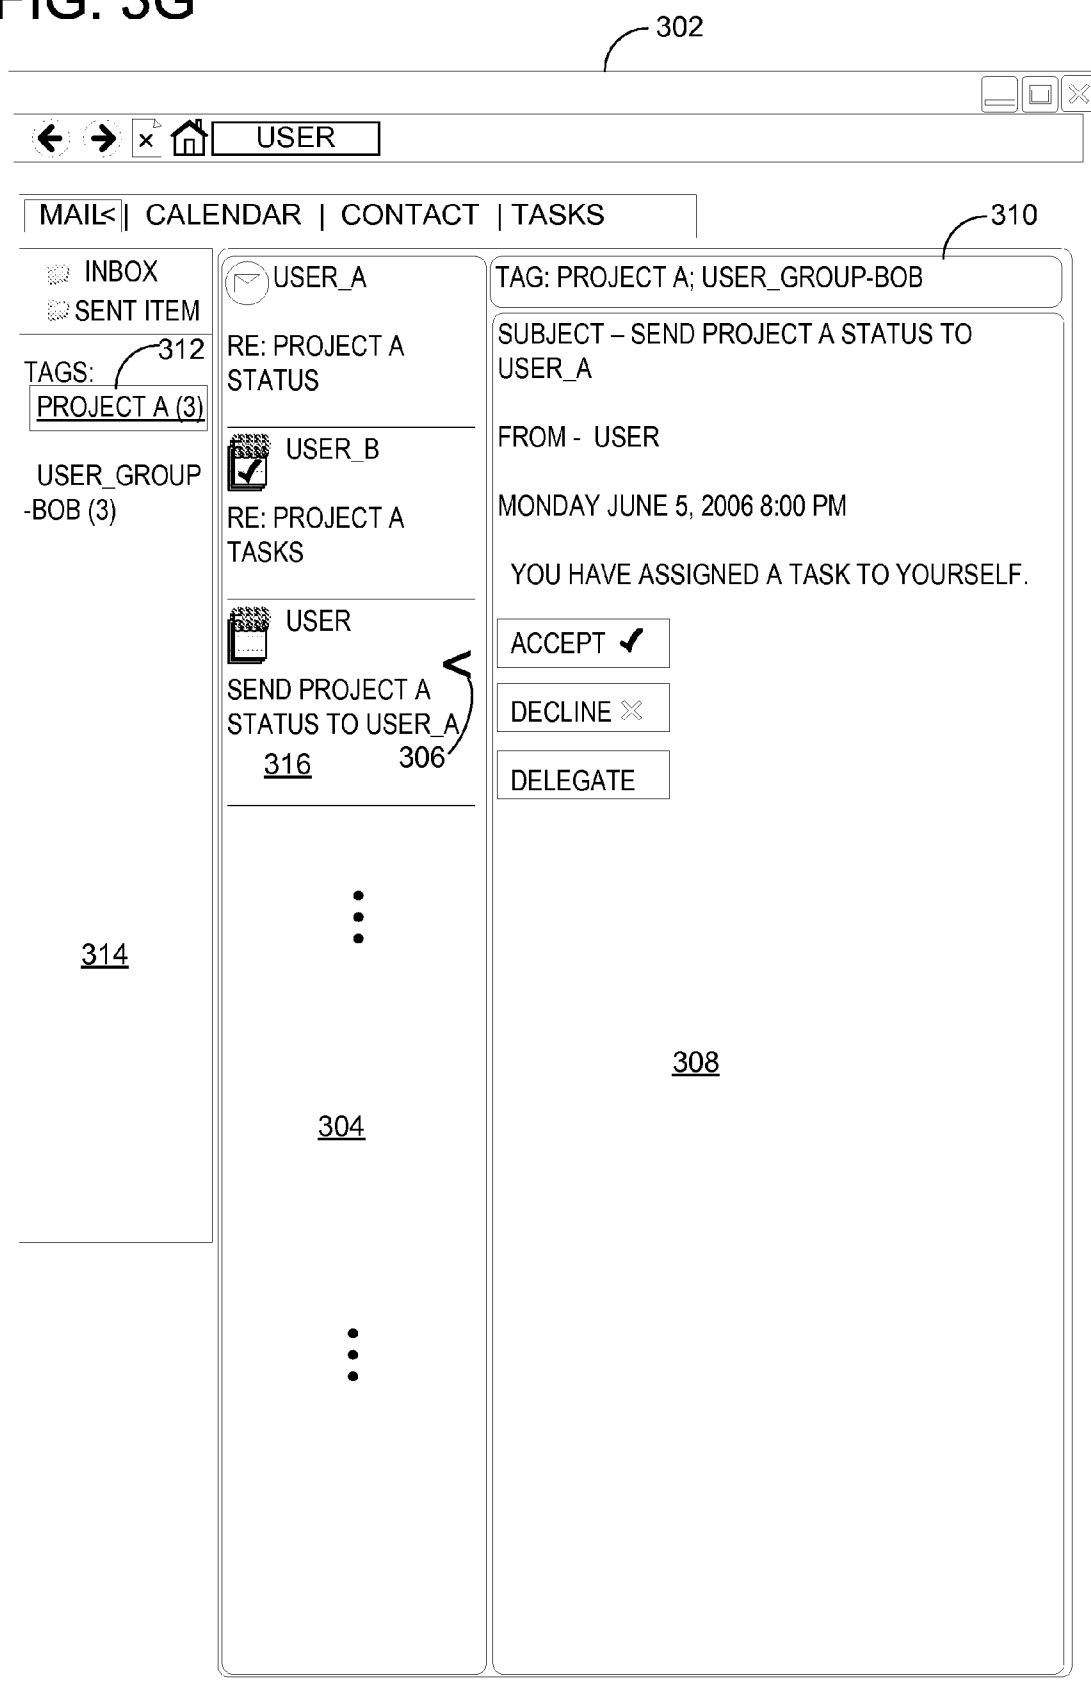 FIG. 3G
302
USER
MAIL< | CALENDAR | CONTACT | TASKS
310
INBOX
SENT ITEM
312
TAGS:
PROJECT A (3)
USER_GROUP
-BOB (3)
314
USER_A
RE: PROJECT A
STATUS
USER_B
RE: PROJECT A
TASKS
USER
<
SEND PROJECT A
STATUS TO USER_A
316
306
304
TAG: PROJECT A; USER_GROUP-BOB
SUBJECT – SEND PROJECT A STATUS TO
USER_A
FROM - USER
MONDAY JUNE 5, 2006 8:00 PM
YOU HAVE ASSIGNED A TASK TO YOURSELF.
ACCEPT ✓
DECLINE
DELEGATE
308